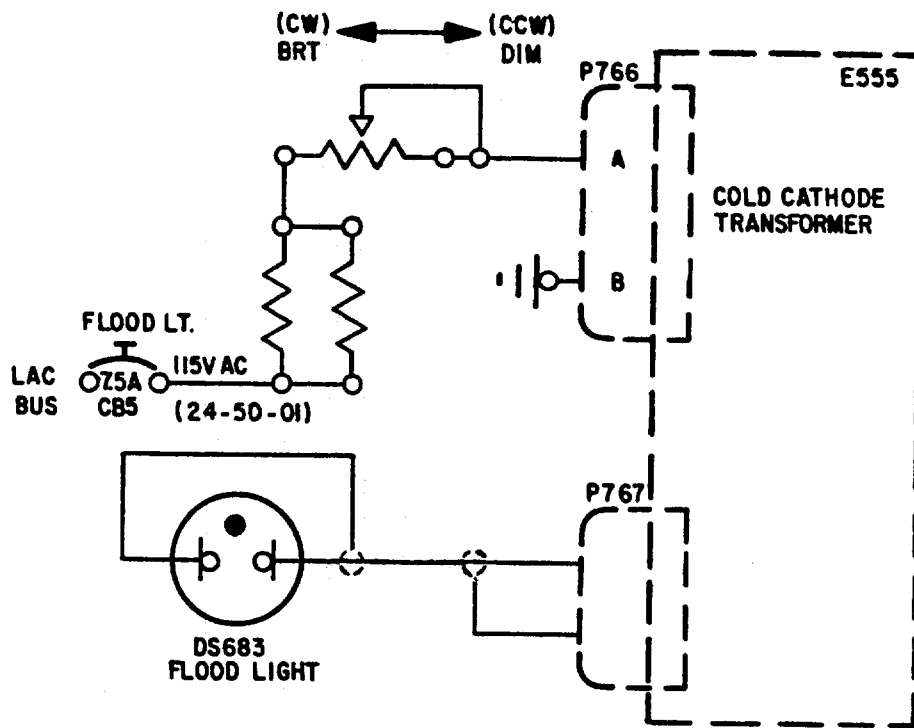 (CW) (CCW)
BRT DIM
P766
E555
A
COLD CATHODE
TRANSFORMER
B
FLOOD LT.
LAC
BUS
7.5A
CB5
115V AC
(24-50-01)
P767
DS683
FLOOD LIGHT